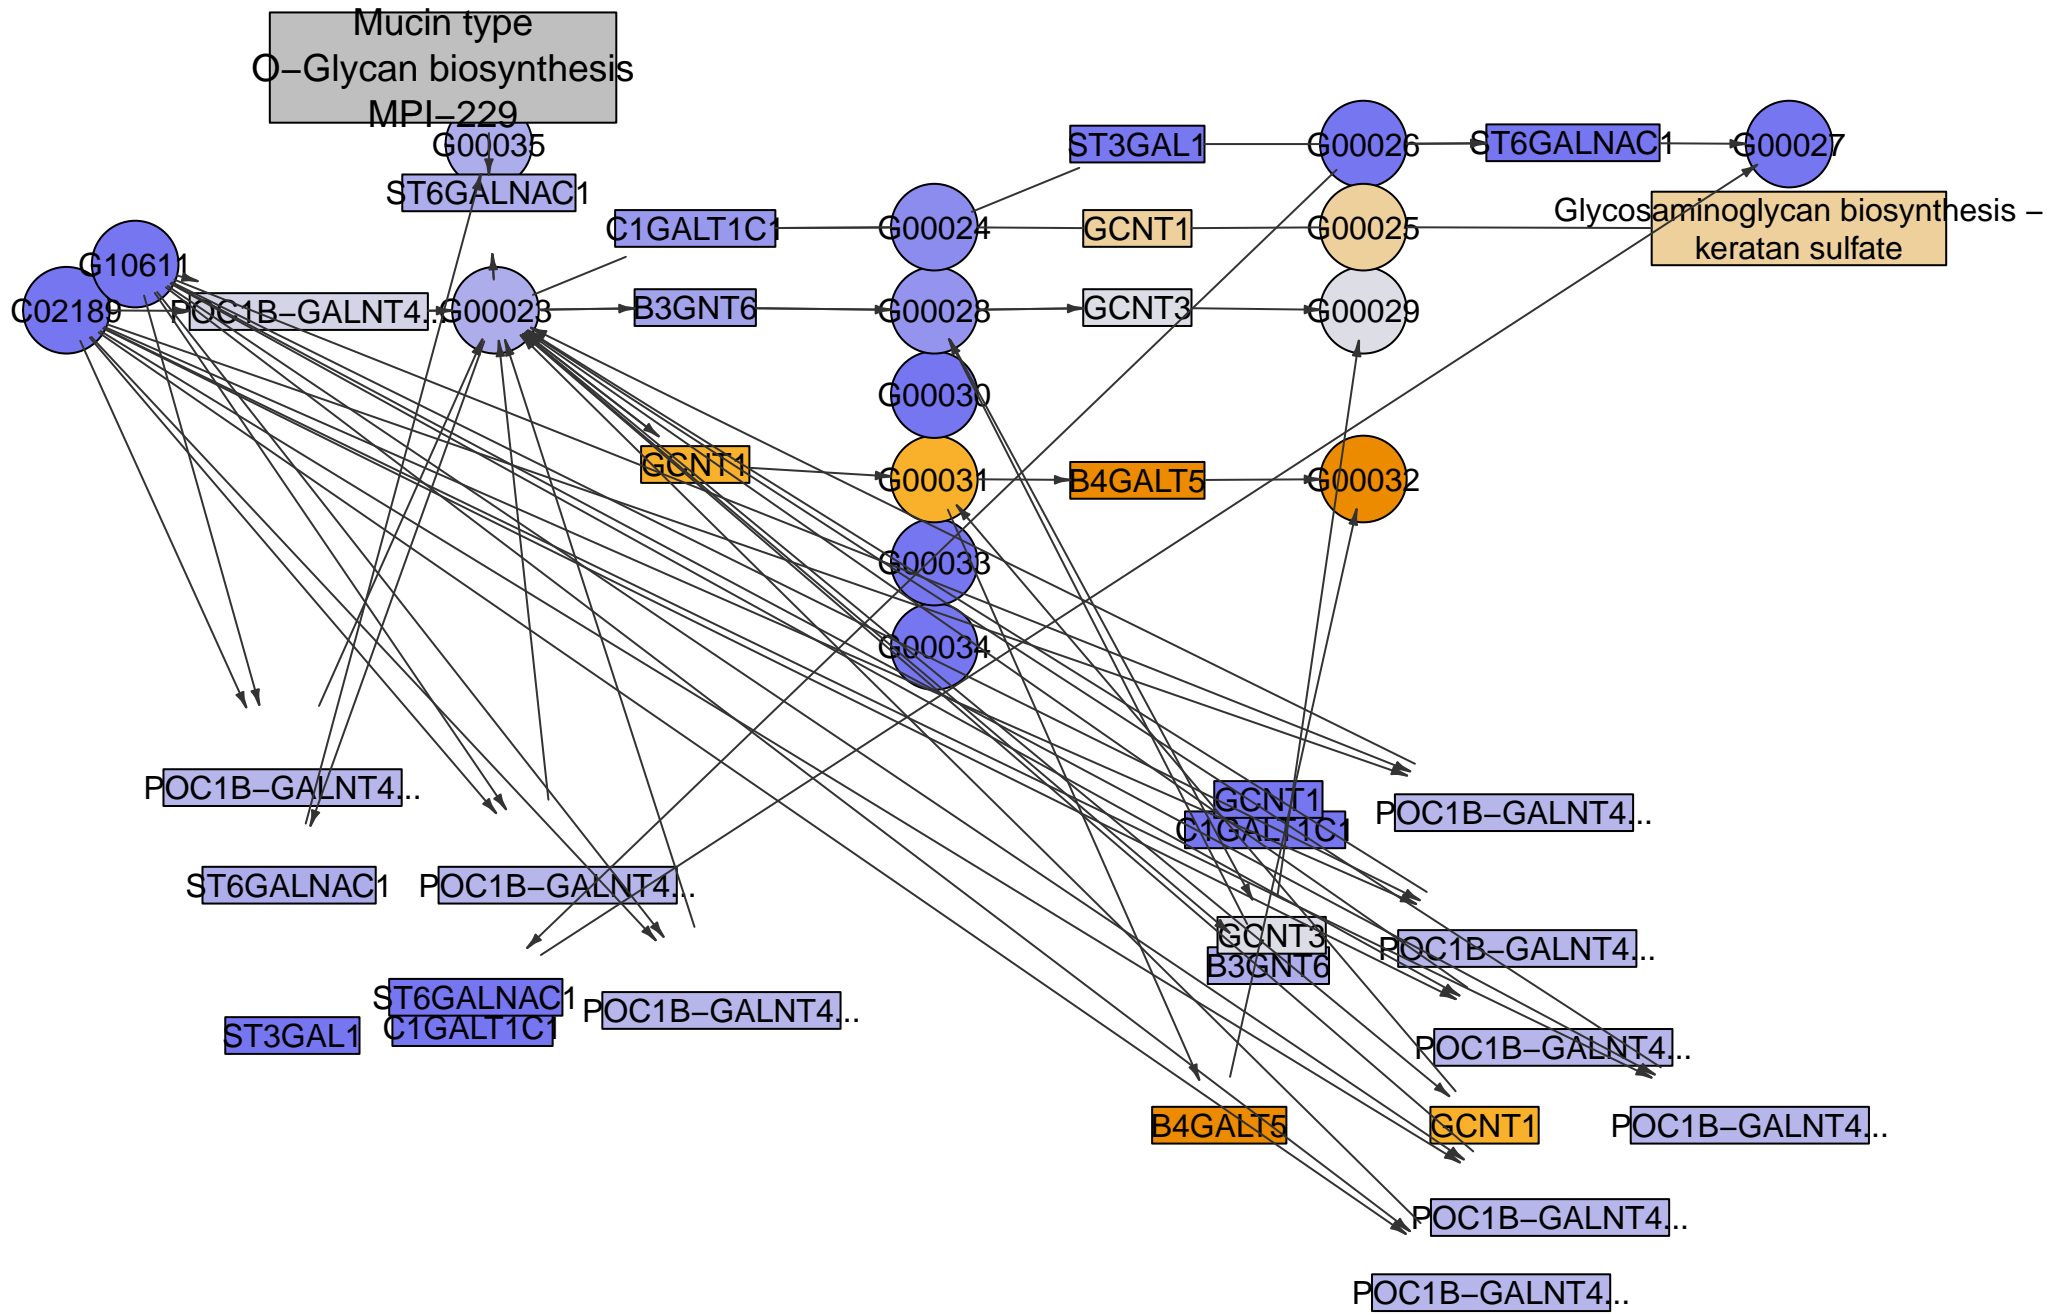 Mucin type
O–Glycan biosynthesis
MPI–229
G00035
ST6GALNAC1
ST3GAL1
G00026
ST6GALNAC1
G00027
C1GALT1C1
G00024
GCNT1
G00025
Glycosaminoglycan biosynthesis –
keratan sulfate
G10611
C02189
POC1B–GALNT4...
G00023
B3GNT6
G00028
GCNT3
G00029
G00030
GCNT1
G00031
B4GALT5
G00032
G00033
G00034
POC1B–GALNT4...
GCNT1
POC1B–GALNT4...
C1GALT1C1
ST6GALNAC1
POC1B–GALNT4...
GCNT3
POC1B–GALNT4...
B3GNT6
ST6GALNAC1
POC1B–GALNT4...
C1GALT1C1
ST3GAL1
POC1B–GALNT4...
B4GALT5
GCNT1
POC1B–GALNT4...
POC1B–GALNT4...
POC1B–GALNT4...